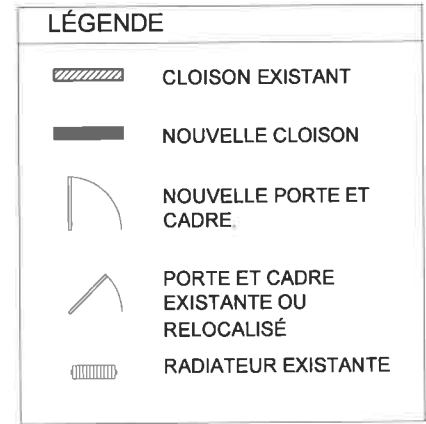 LÉGENDE
CLOISON EXISTANT
NOUVELLE CLOISON
NOUVELLE PORTE ET
CADRE
PORTE ET CADRE
EXISTANTE OU
RELOCALISÉ
RADIATEUR EXISTANTE